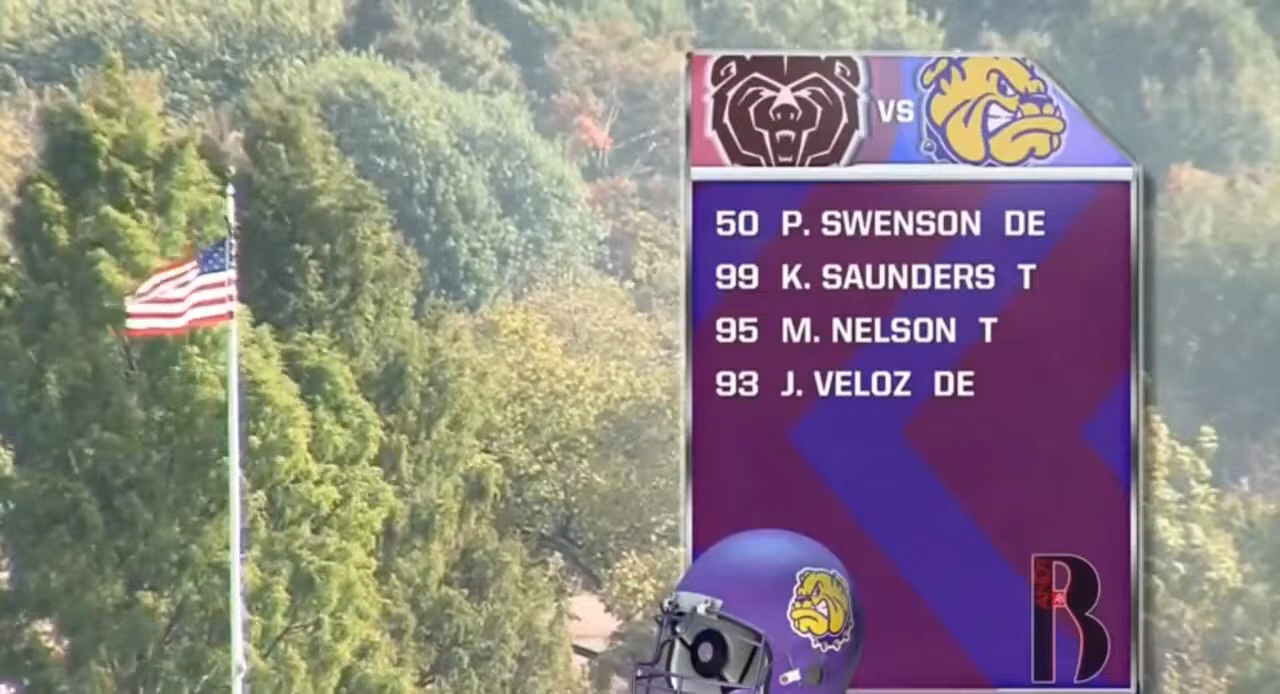 VS
50 P. SWENSON DE
99 K. SAUNDERS T
95 M. NELSON T
93 J. VELOZ DE
B